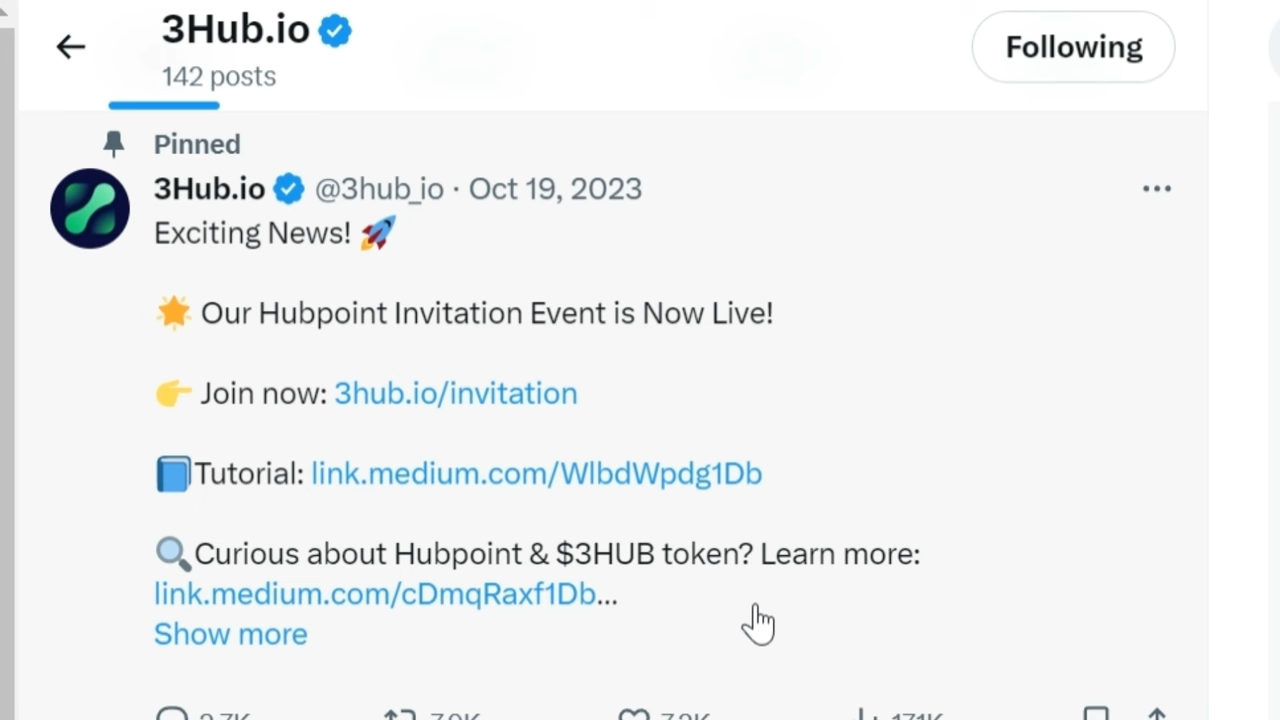 3Hub.io
142 posts
Following
Pinned
3Hub.io @3hub_io · Oct 19, 2023
Exciting News! 🚀
🌟 Our Hubpoint Invitation Event is Now Live!
👉 Join now: 3hub.io/invitation
📘Tutorial: link.medium.com/WlbdWpdg1Db
🔍Curious about Hubpoint & $3HUB token? Learn more:
link.medium.com/cDmqRaxf1Db...
Show more